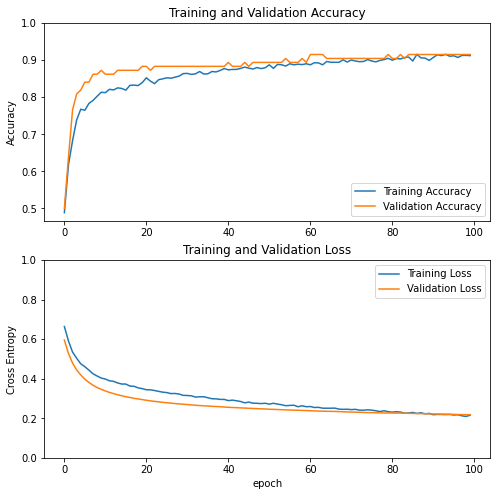 Training and Validation Accuracy
1.0
0.9
0.8
0.7
0.6
0.5
Accuracy
Training Accuracy
Validation Accuracy
0 20 40 60 80 100
Training and Validation Loss
1.0
0.8
0.6
0.4
0.2
0.0
Cross Entropy
Training Loss
Validation Loss
0 20 40 60 80 100
epoch